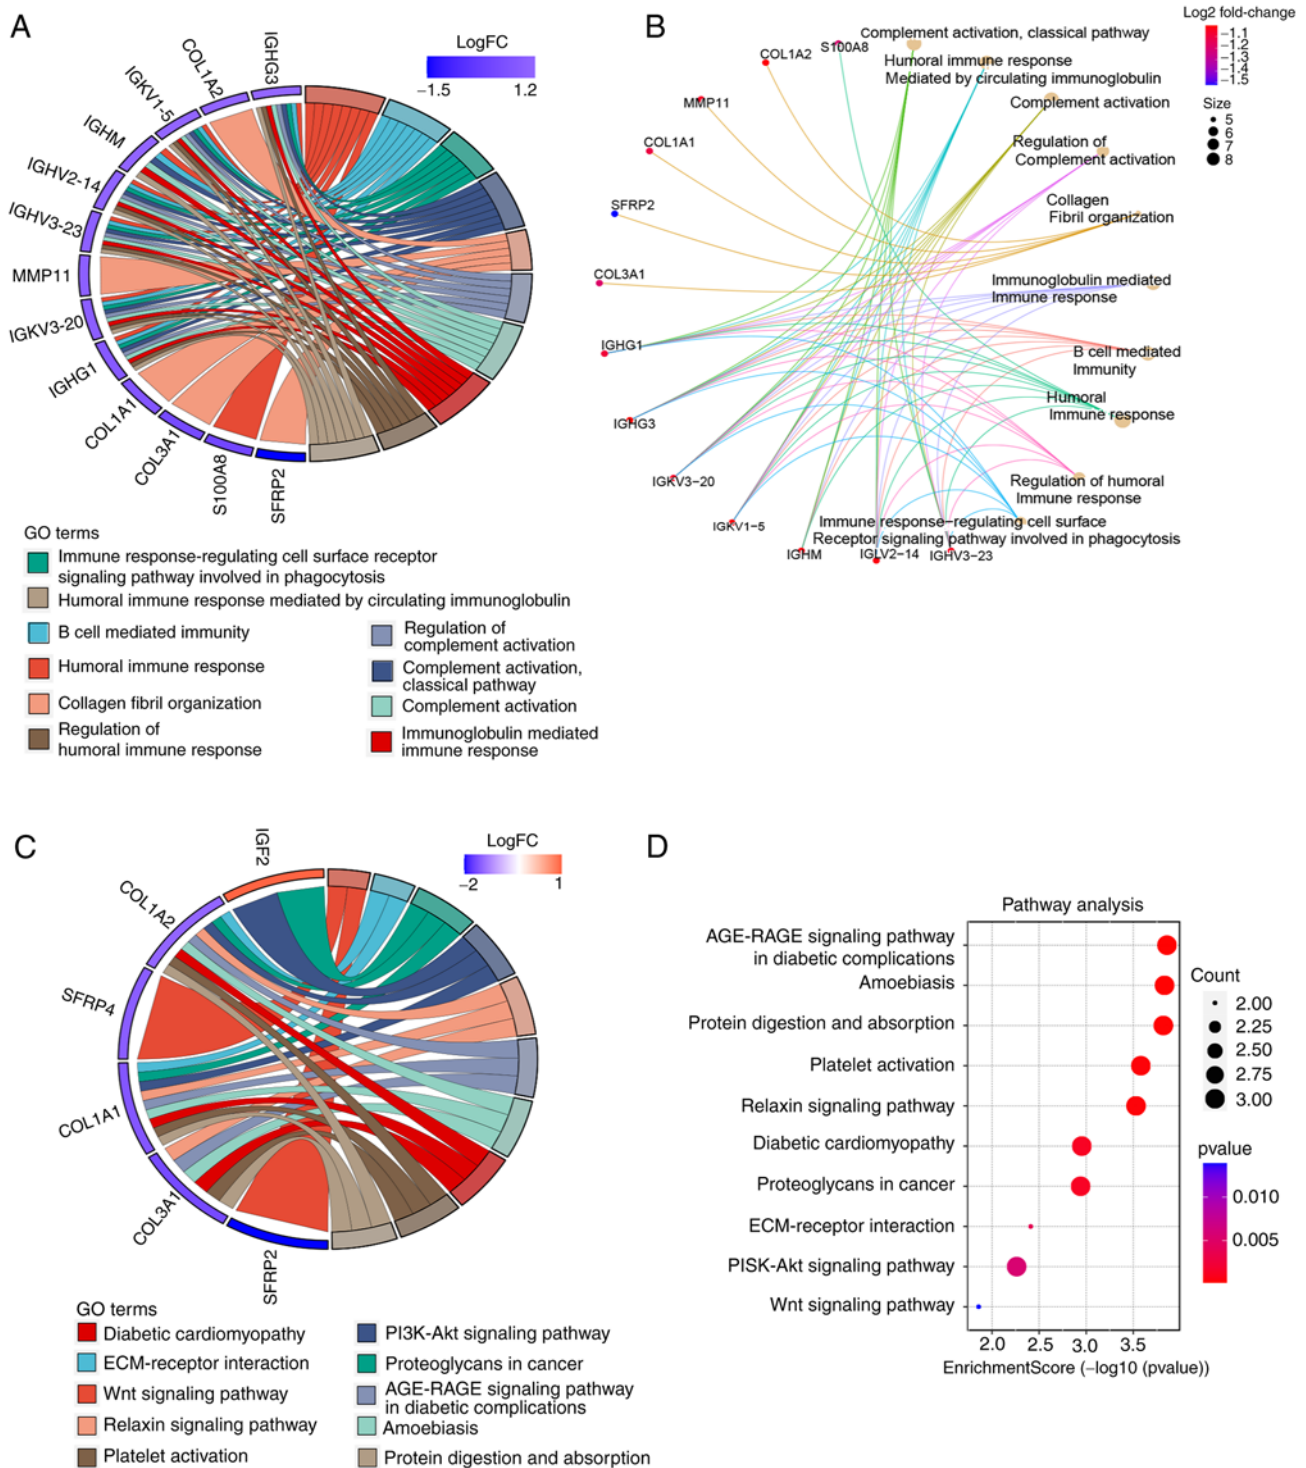 A
LogFC
−1.5
1.2
IGHG3
COL1A2
IGKV1-5
IGHM
IGHV2-14
IGHV3-23
MMP11
IGKV3-20
IGHG1
COL1A1
COL3A1
S100A8
SFRP2
GO terms
Immune response-regulating cell surface receptor
signaling pathway involved in phagocytosis
Humoral immune response mediated by circulating immunoglobulin
B cell mediated immunity
Humoral immune response
Collagen fibril organization
Regulation of
humoral immune response
Regulation of
complement activation
Complement activation,
classical pathway
Complement activation
Immunoglobulin mediated
immune response
B
Log2 fold-change
−1.1
−1.2
−1.3
−1.4
−1.5
Size
5
6
7
8
S100A8
COL1A2
MMP11
COL1A1
SFRP2
COL3A1
IGHG1
IGHG3
IGKV3−20
IGKV1−5
IGHM
IGLV2−14
IGHV3−23
Complement activation, classical pathway
Humoral immune response
Mediated by circulating immunoglobulin
Complement activation
Regulation of
Complement activation
Collagen
Fibril organization
Immunoglobulin mediated
Immune response
B cell mediated
Immunity
Humoral
Immune response
Regulation of humoral
Immune response
Immune response−regulating cell surface
Receptor signaling pathway involved in phagocytosis
C
LogFC
−2
1
IGF2
COL1A2
SFRP4
COL1A1
COL3A1
SFRP2
GO terms
Diabetic cardiomyopathy
ECM-receptor interaction
Wnt signaling pathway
Relaxin signaling pathway
Platelet activation
PI3K-Akt signaling pathway
Proteoglycans in cancer
AGE-RAGE signaling pathway
in diabetic complications
Amoebiasis
Protein digestion and absorption
D
Pathway analysis
AGE-RAGE signaling pathway
in diabetic complications
Amoebiasis
Protein digestion and absorption
Platelet activation
Relaxin signaling pathway
Diabetic cardiomyopathy
Proteoglycans in cancer
ECM-receptor interaction
PISK-Akt signaling pathway
Wnt signaling pathway
2.0
2.5
3.0
3.5
EnrichmentScore (−log10 (pvalue))
Count
2.00
2.25
2.50
2.75
3.00
pvalue
0.010
0.005